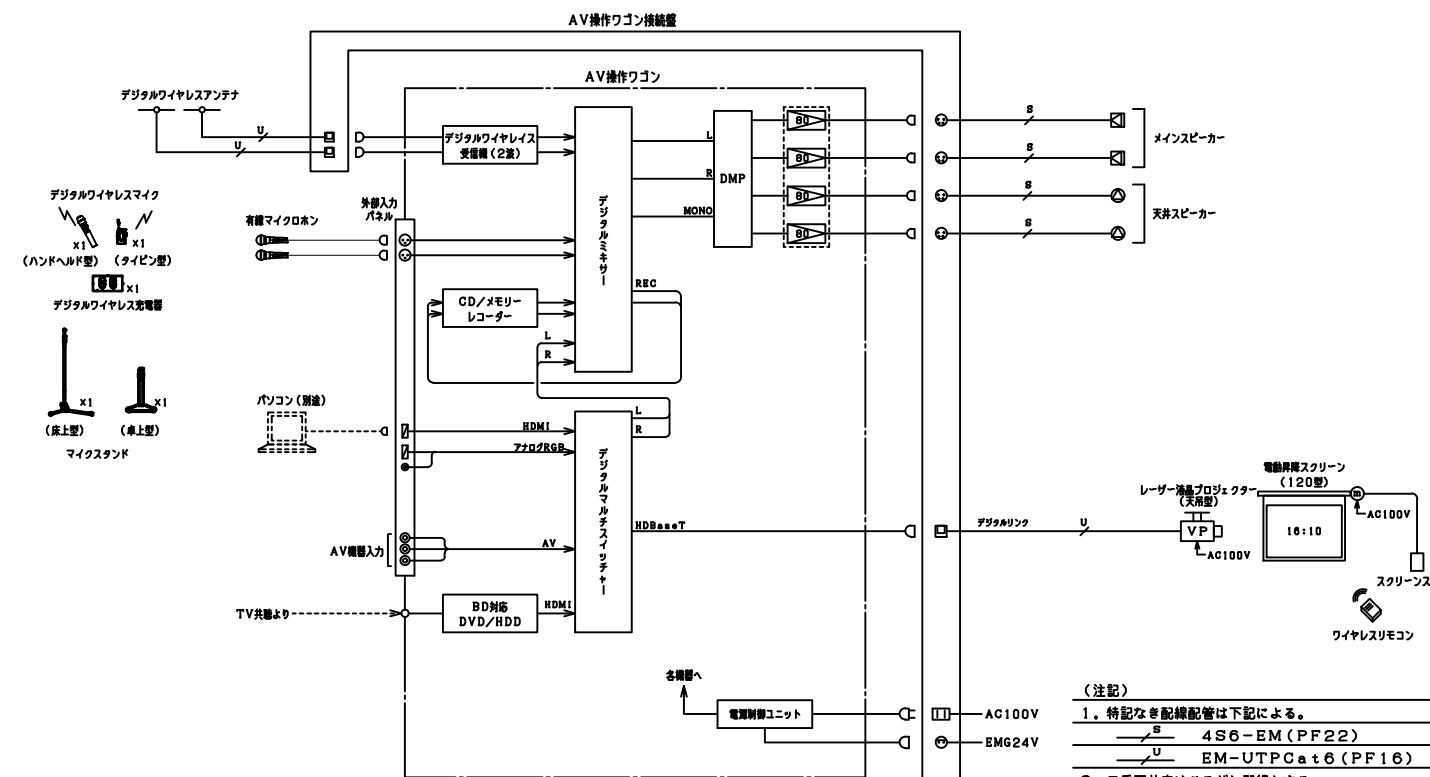 AV操作ワゴン接続盤
AV操作ワゴン
デジタルワイヤレスアンテナ
U
U
デジタルワイヤレイス
受信機(2波)
デジタルミキサー
L
R
MONO
DMP
80
80
80
80
S
S
S
S
メインスピーカー
天井スピーカー
デジタルワイヤレスマイク
x1
x1
(ハンドヘルド型)
(タイピン型)
x1
デジタルワイヤレス充電器
有線マイクロホン
外部入力
パネル
CD/メモリー
レコーダー
REC
L
R
x1
x1
(床上型)
(卓上型)
マイクスタンド
パソコン(別途)
HDMI
アナログRGB
L
R
デジタルマルチスイッチャー
HDBaseT
デジタルリンク
U
レーザー液晶プロジェクター
(天吊型)
VP
AC100V
電動昇降スクリーン
(120型)
m
AC100V
16:10
スクリーンス
ワイヤレスリモコン
AV機器入力
AV
TV共聴より
BD対応
DVD/HDD
HDMI
各機器へ
電源制御ユニット
AC100V
EMG24V
(注記)
1.特記なき配線配管は下記による。
S 4S6-EM(PF22)
U EM-UTPCat6(PF16)